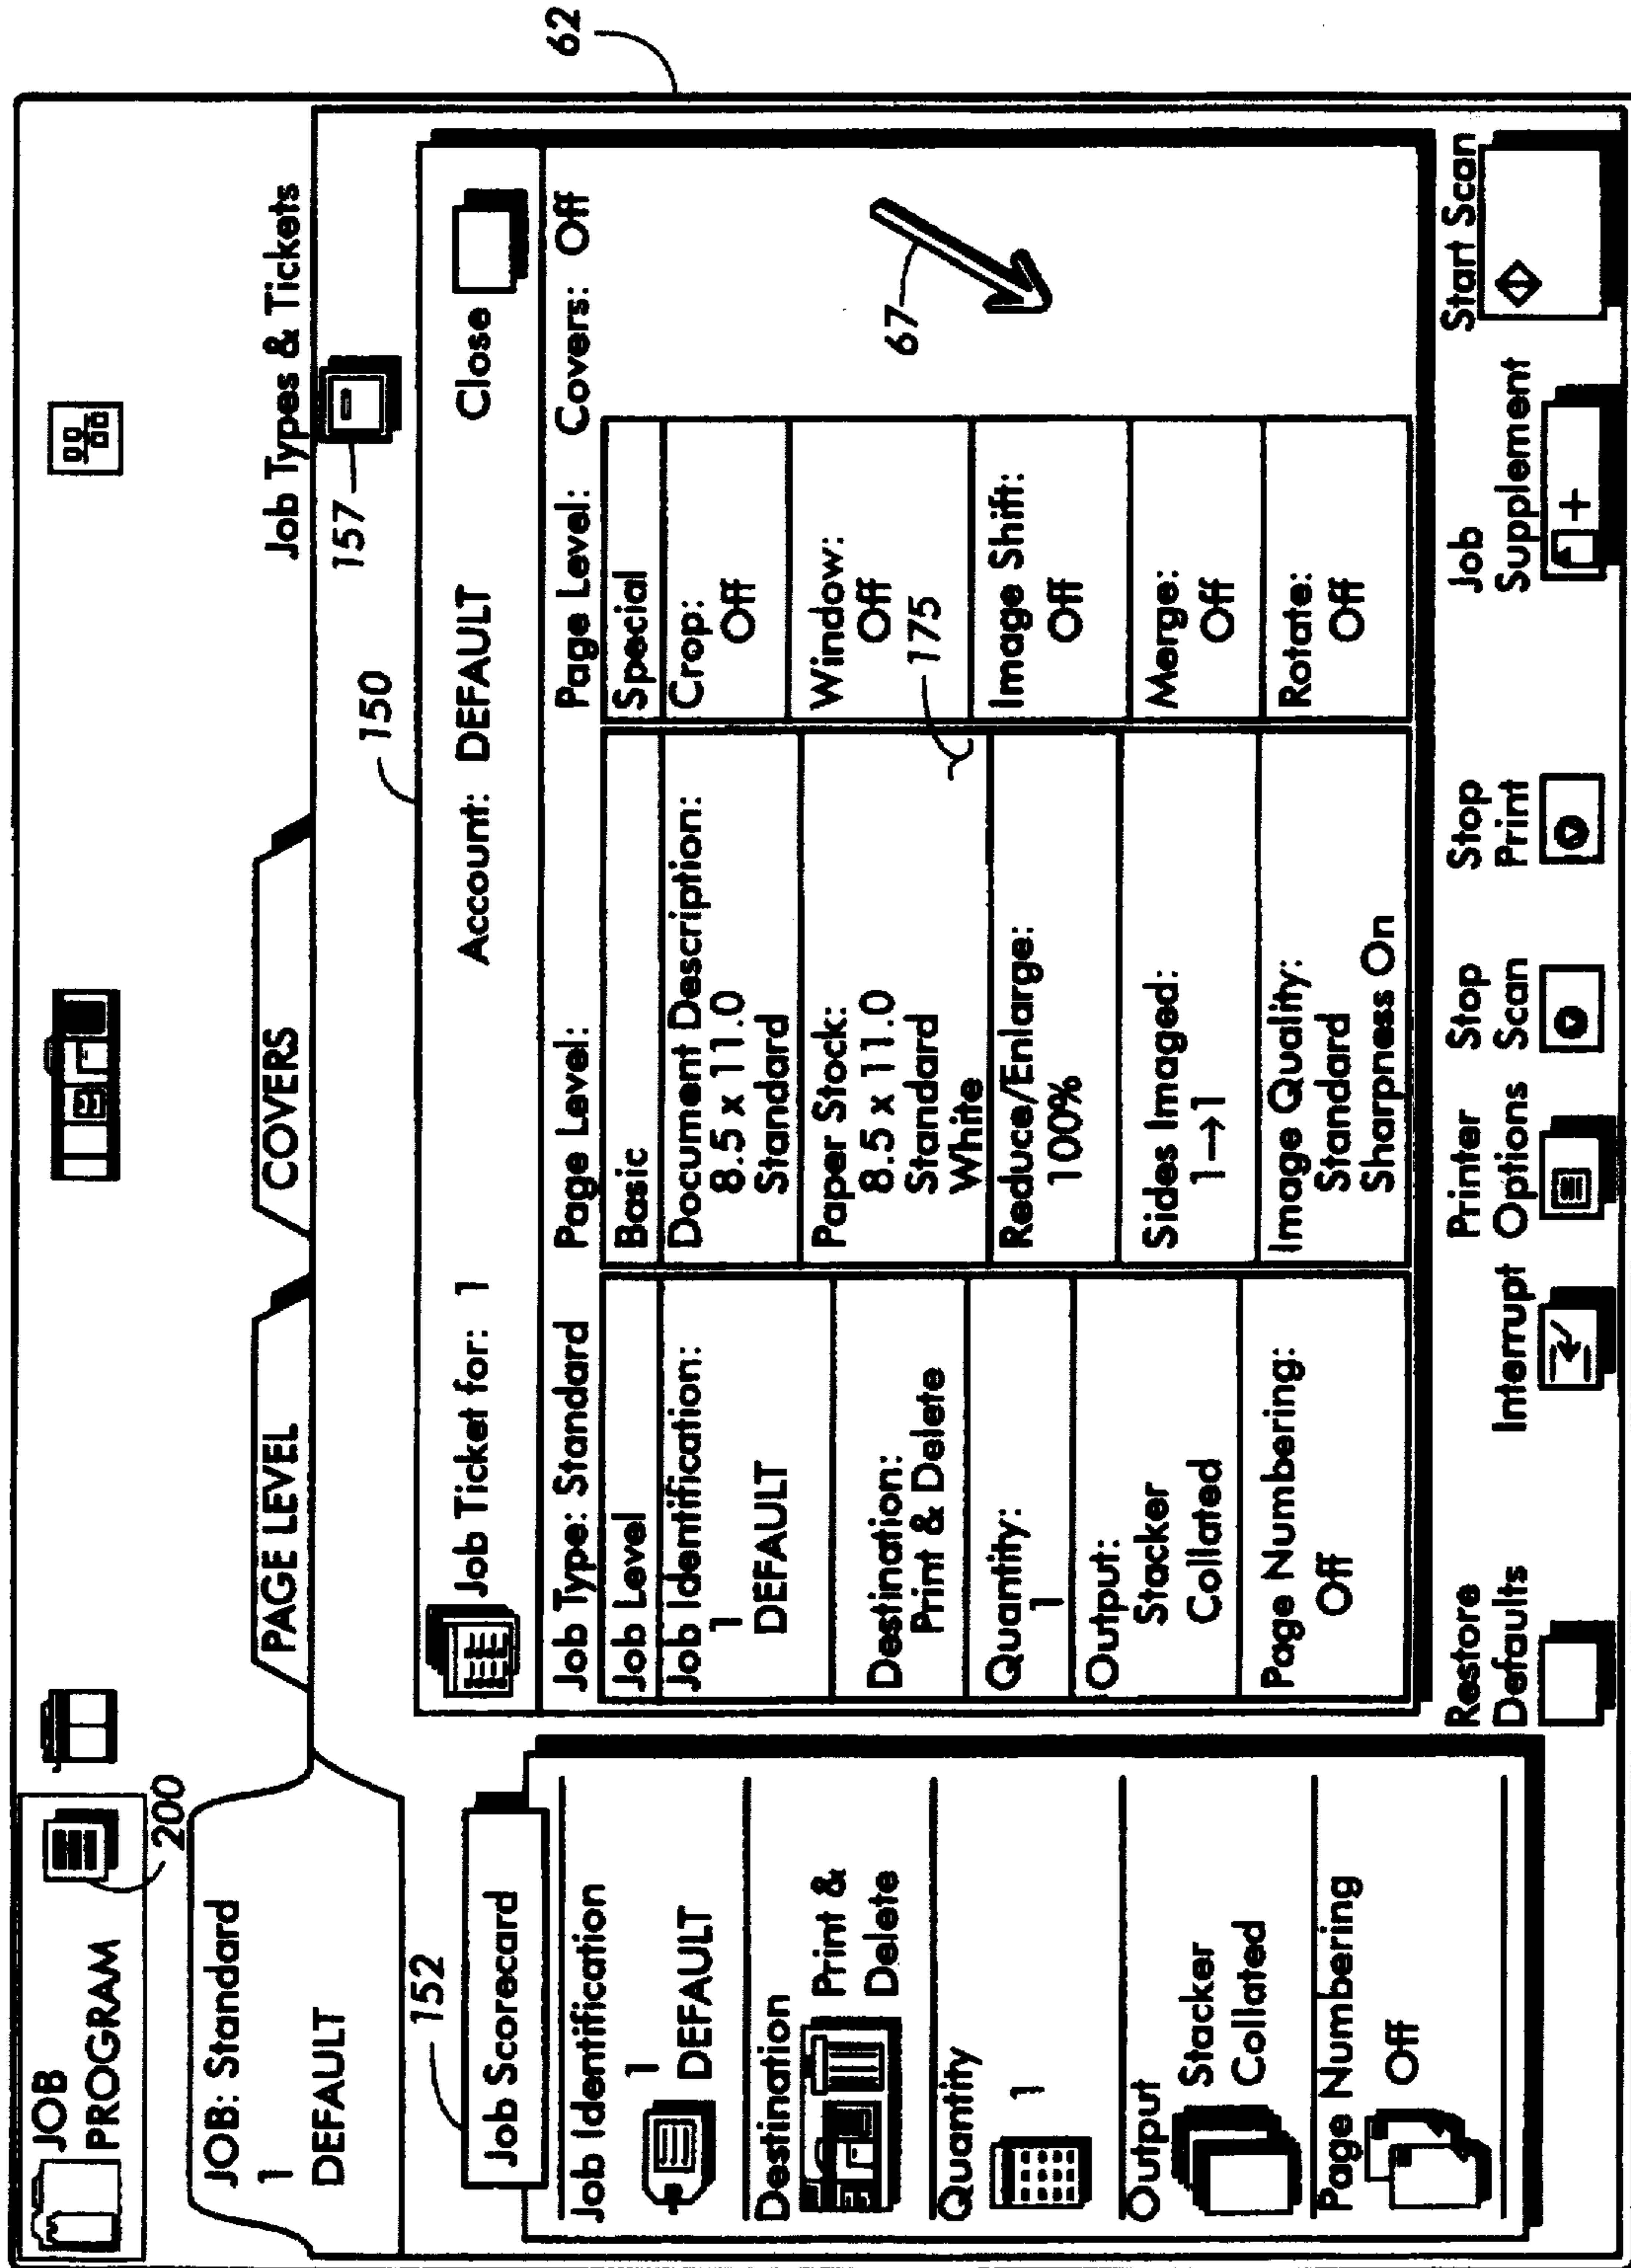 62
JOB
PROGRAM
200
JOB: Standard
1
DEFAULT
PAGE LEVEL
COVERS
Job Types & Tickets
157
152
Job Scorecard
Job Identification
1
DEFAULT
Destination
Print &
Delete
Quantity
1
Output
Stacker
Collated
Page Numbering
Off
150
Job Ticket for: 1
Account: DEFAULT
Close
Job Type: Standard
Job Level
Job Identification:
1
DEFAULT
Destination:
Print & Delete
Quantity:
1
Output:
Stacker
Collated
Page Numbering:
Off
Page Level:
Basic
Document Description:
8.5 x 11.0
Standard
Paper Stock:
8.5 x 11.0
Standard
White
Reduce/Enlarge:
100%
Sides Imaged:
1→1
Image Quality:
Standard
Sharpness On
Page Level:
Special
Crop:
Off
Window:
Off
175
Image Shift:
Off
Merge:
Off
Rotate:
Off
Covers: Off
67
Restore
Defaults
Interrupt
Printer
Options
Stop
Scan
Stop
Print
Job
Supplement
Start Scan